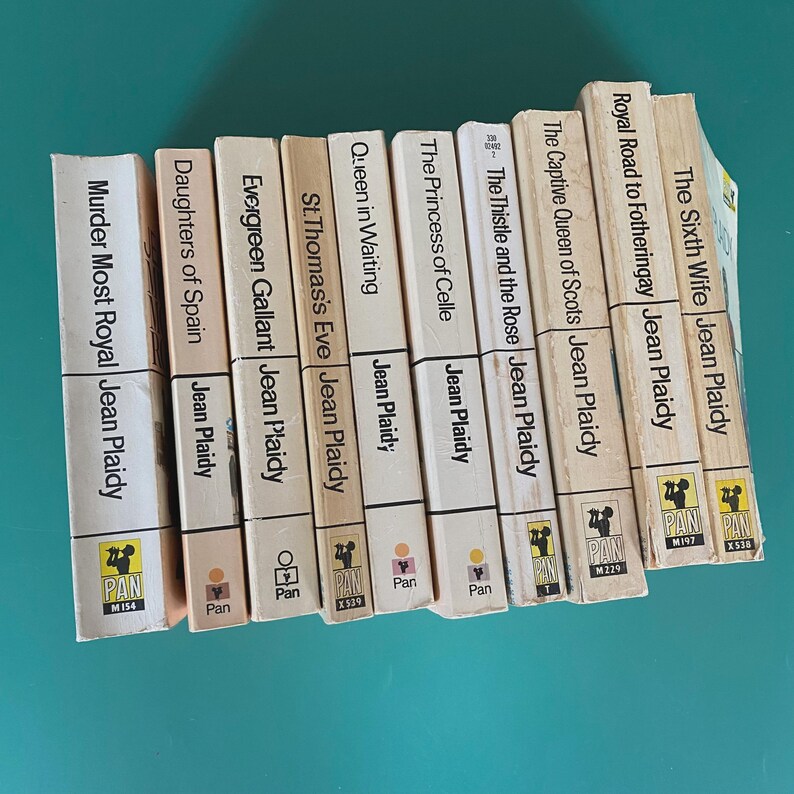 Murder Most Royal
Jean Plaidy
PAN
M154
Daughters of Spain
Jean Plaidy
Pan
Evergreen Gallant
Jean Plaidy
Pan
St.Thomas's Eve
Jean Plaidy
PAN
X539
Queen in Waiting
Jean Plaidy
Pan
The Princess of Celle
Jean Plaidy
Pan
330
02492
2
The Thistle and the Rose
Jean Plaidy
PAN
T
The Captive Queen of Scots
Jean Plaidy
PAN
M229
Royal Road to Fotheringay
Jean Plaidy
PAN
M197
The Sixth Wife
Jean Plaidy
PAN
X538